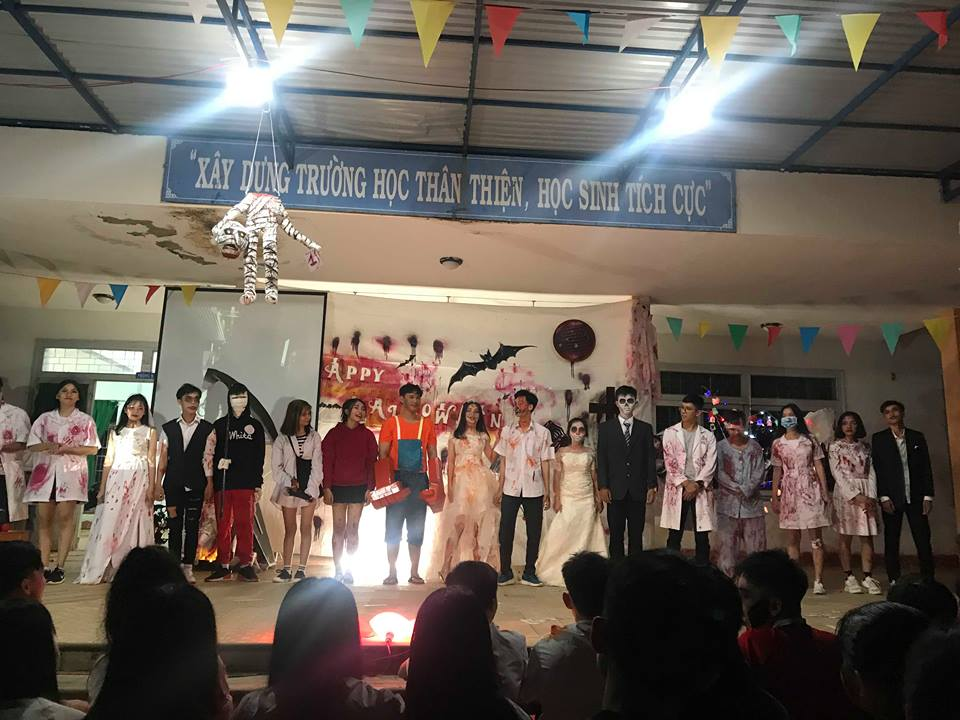 "XÂY DỰNG TRƯỜNG HỌC THÂN THIỆN, HỌC SINH TÍCH CỰC"
APPY
White